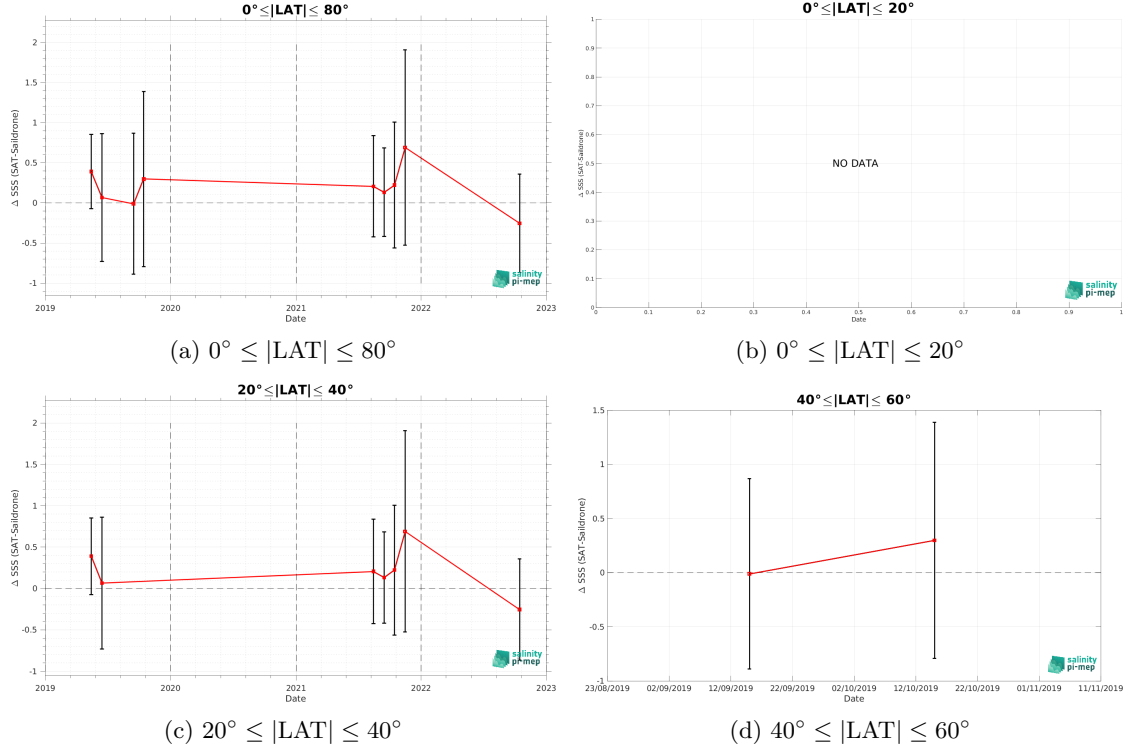 0°≤|LAT|≤ 80°
Δ SSS (SAT-Saildrone)
2
1.5
1
0.5
0
-0.5
-1
2019 2020 2021 2022 2023
Date
salinity
pi-mep
(a) 0° ≤ |LAT| ≤ 80°
0°≤|LAT|≤ 20°
Δ SSS (SAT-Saildrone)
1
0.9
0.8
0.7
0.6
0.5
0.4
0.3
0.2
0.1
0
NO DATA
0 0.1 0.2 0.3 0.4 0.5 0.6 0.7 0.8 0.9 1
Date
salinity
pi-mep
(b) 0° ≤ |LAT| ≤ 20°
20°≤|LAT|≤ 40°
Δ SSS (SAT-Saildrone)
2
1.5
1
0.5
0
-0.5
-1
2019 2020 2021 2022 2023
Date
salinity
pi-mep
(c) 20° ≤ |LAT| ≤ 40°
40°≤|LAT|≤ 60°
Δ SSS (SAT-Saildrone)
1.5
1
0.5
0
-0.5
-1
23/08/2019 02/09/2019 12/09/2019 22/09/2019 02/10/2019 12/10/2019 22/10/2019 01/11/2019 11/11/2019
Date
salinity
pi-mep
(d) 40° ≤ |LAT| ≤ 60°